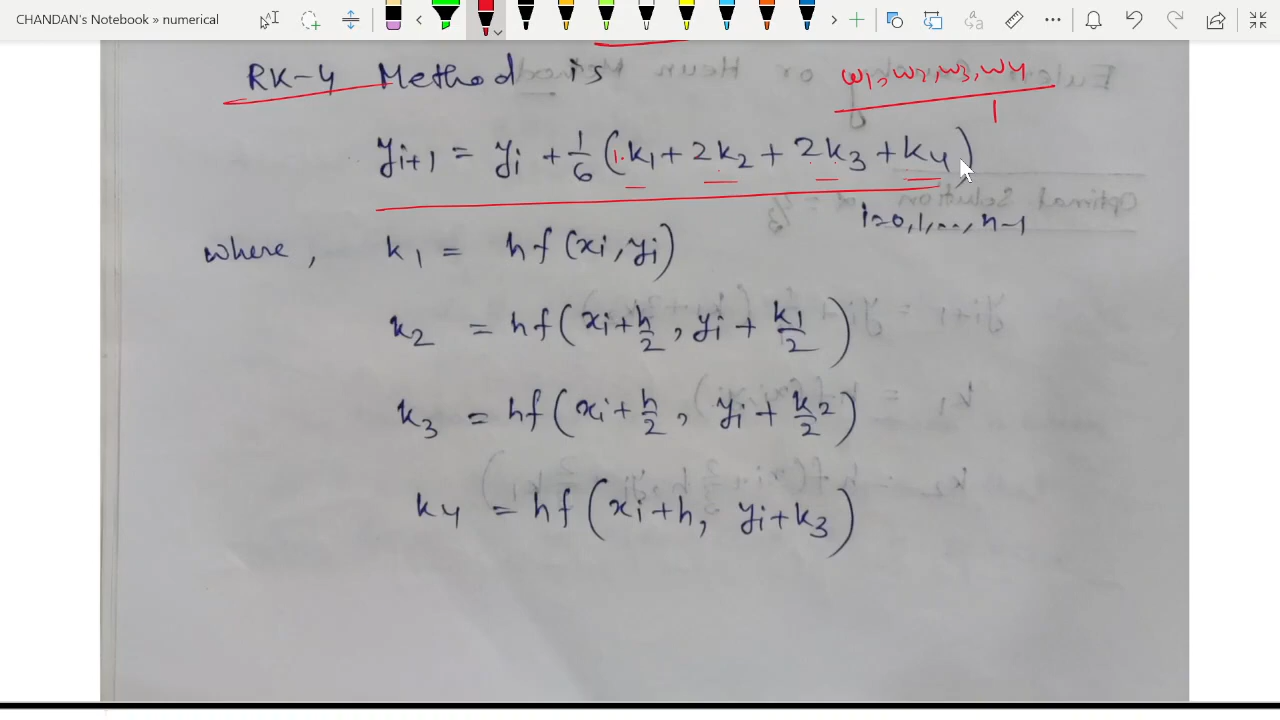 CHANDAN's Notebook » numerical
RK-4 Method is
w1, w2, w3, w4
1
yi+1 = yi + 1/6 (1.k1 + 2k2 + 2k3 + k4)
i=0,1,..., n-1
where, k1 = hf(xi, yi)
k2 = hf(xi + h/2, yi + k1/2)
k3 = hf(xi + h/2, yi + k2/2)
k4 = hf(xi+h, yi+k3)